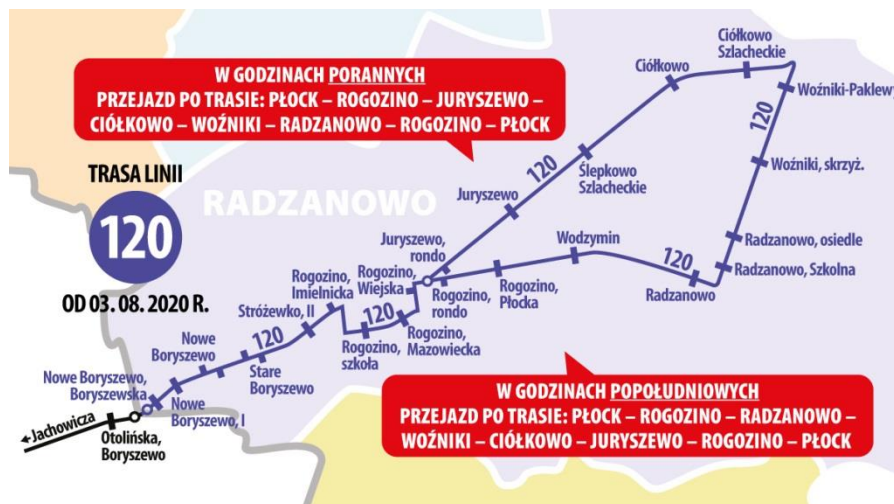 W GODZINACH PORANNYCH
PRZEJAZD PO TRASIE: PŁOCK – ROGOZINO – JURYSZEWO –
CIÓŁKOWO – WOŹNIKI – RADZANOWO – ROGOZINO – PŁOCK
TRASA LINII
120
OD 03. 08. 2020 R.
RADZANOWO
Ciółkowo
Szlacheckie
Ciółkowo
Woźniki-Paklewy
120
120
Ślepkowo
Szlacheckie
Woźniki, skrzyż.
Juryszewo
Juryszewo,
rondo
Wodzymin
Radzanowo, osiedle
120
Radzanowo, Szkolna
Radzanowo
Rogozino,
Wiejska
Rogozino,
Imielnicka
Rogozino,
rondo
Rogozino,
Płocka
Stróżewko, II
120
Rogozino,
Mazowiecka
Rogozino,
szkoła
120
Nowe
Boryszewo
Stare
Boryszewo
Nowe Boryszewo,
Boryszewska
Nowe
Boryszewo, I
Jachowicza
Otolińska,
Boryszewo
W GODZINACH POPOŁUDNIOWYCH
PRZEJAZD PO TRASIE: PŁOCK – ROGOZINO – RADZANOWO –
WOŹNIKI – CIÓŁKOWO – JURYSZEWO – ROGOZINO – PŁOCK